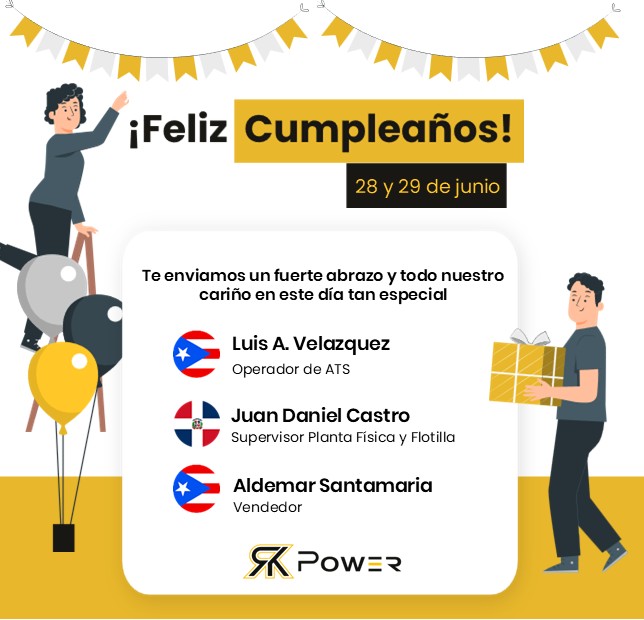 ¡Feliz Cumpleaños!
28 y 29 de junio
Te enviamos un fuerte abrazo y todo nuestro
cariño en este día tan especial
Luis A. Velazquez
Operador de ATS
Juan Daniel Castro
Supervisor Planta Física y Flotilla
Aldemar Santamaria
Vendedor
RK Power